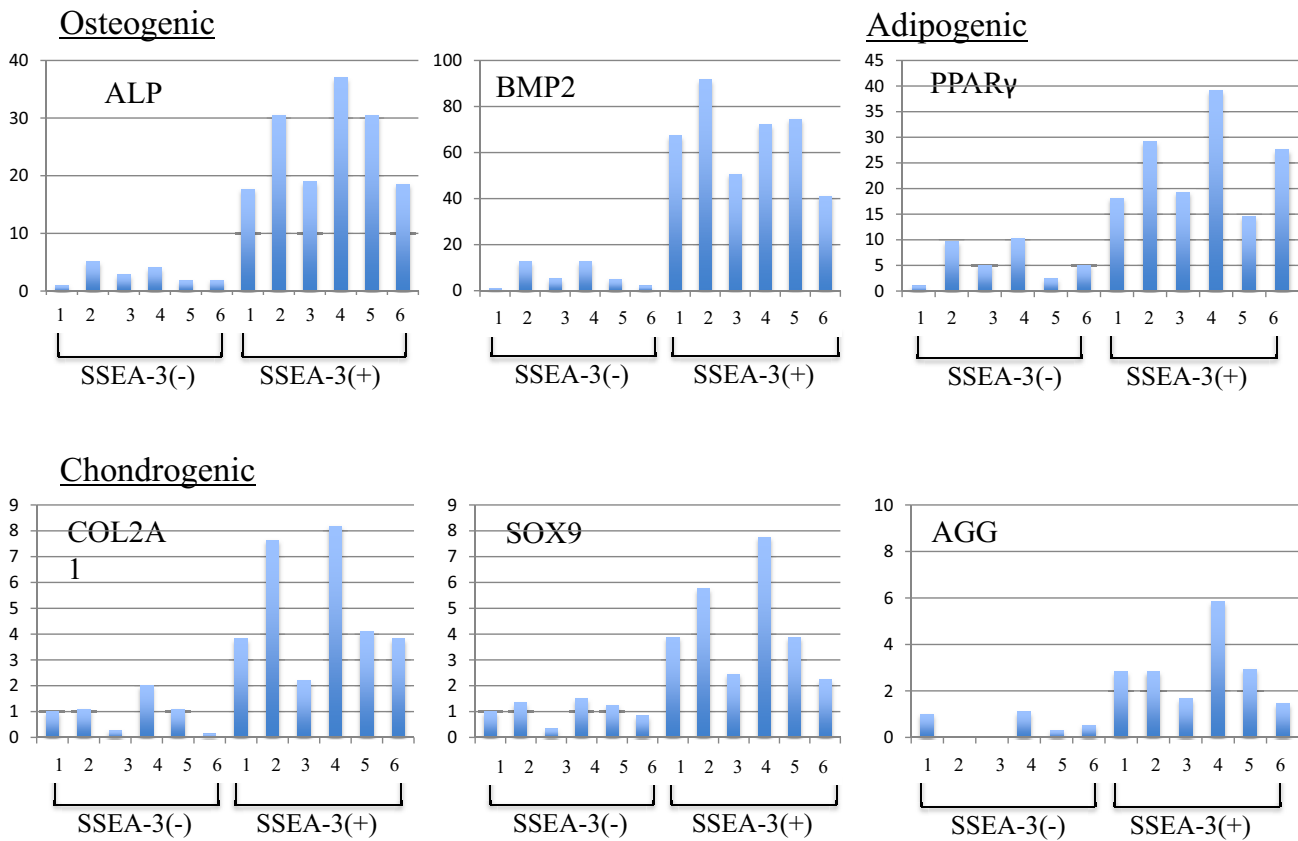 Osteogenic
Adipogenic
ALP
40
30
20
10
0
1 2 3 4 5 6 1 2 3 4 5 6
SSEA-3(-) SSEA-3(+)
BMP2
100
80
60
40
20
0
1 2 3 4 5 6 1 2 3 4 5 6
SSEA-3(-) SSEA-3(+)
PPARγ
45
40
35
30
25
20
15
10
5
0
1 2 3 4 5 6 1 2 3 4 5 6
SSEA-3(-) SSEA-3(+)
Chondrogenic
COL2A
1
9
8
7
6
5
4
3
2
1
0
1 2 3 4 5 6 1 2 3 4 5 6
SSEA-3(-) SSEA-3(+)
SOX9
9
8
7
6
5
4
3
2
1
0
1 2 3 4 5 6 1 2 3 4 5 6
SSEA-3(-) SSEA-3(+)
AGG
10
8
6
4
2
0
1 2 3 4 5 6 1 2 3 4 5 6
SSEA-3(-) SSEA-3(+)